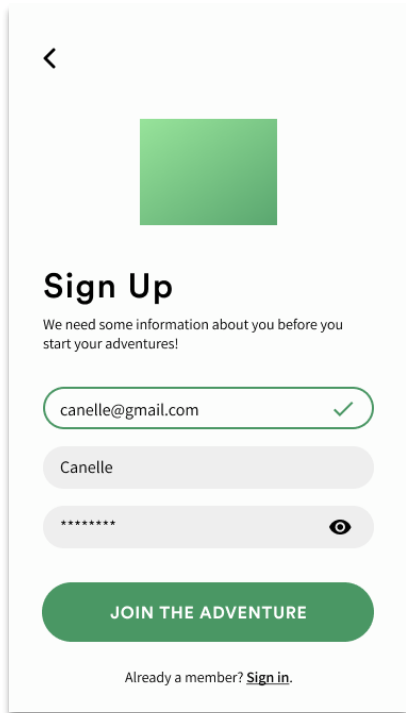 Sign Up
We need some information about you before you
start your adventures!
canelle@gmail.com
Canelle
********
JOIN THE ADVENTURE
Already a member? Sign in.